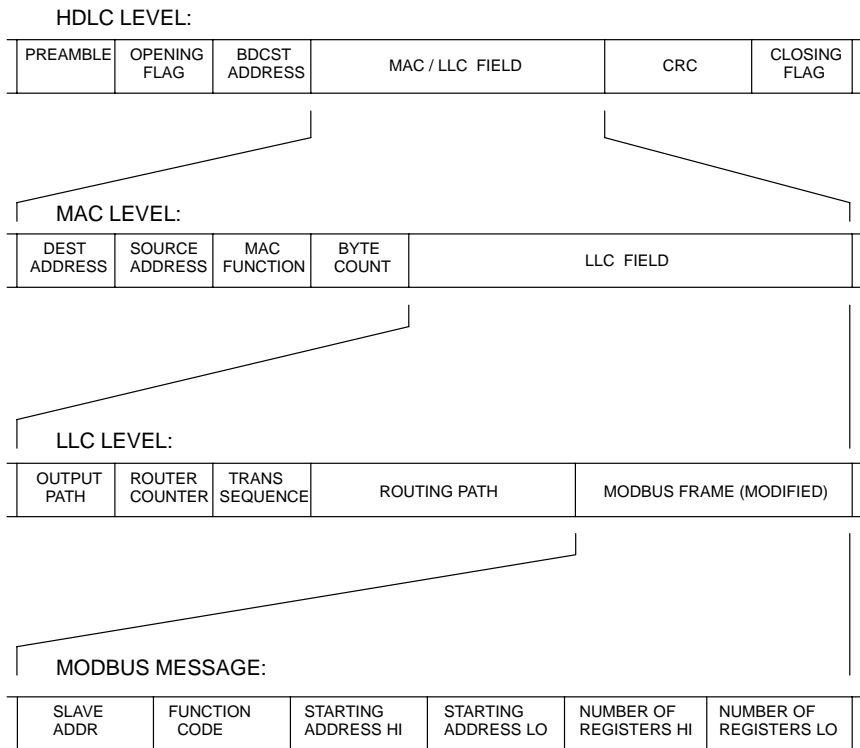 HDLC LEVEL:
PREAMBLE
OPENING
FLAG
BDCST
ADDRESS
MAC / LLC FIELD
CRC
CLOSING
FLAG
MAC LEVEL:
DEST
ADDRESS
SOURCE
ADDRESS
MAC
FUNCTION
BYTE
COUNT
LLC FIELD
LLC LEVEL:
OUTPUT
PATH
ROUTER
COUNTER
TRANS
SEQUENCE
ROUTING PATH
MODBUS FRAME (MODIFIED)
MODBUS MESSAGE:
SLAVE
ADDR
FUNCTION
CODE
STARTING
ADDRESS HI
STARTING
ADDRESS LO
NUMBER OF
REGISTERS HI
NUMBER OF
REGISTERS LO